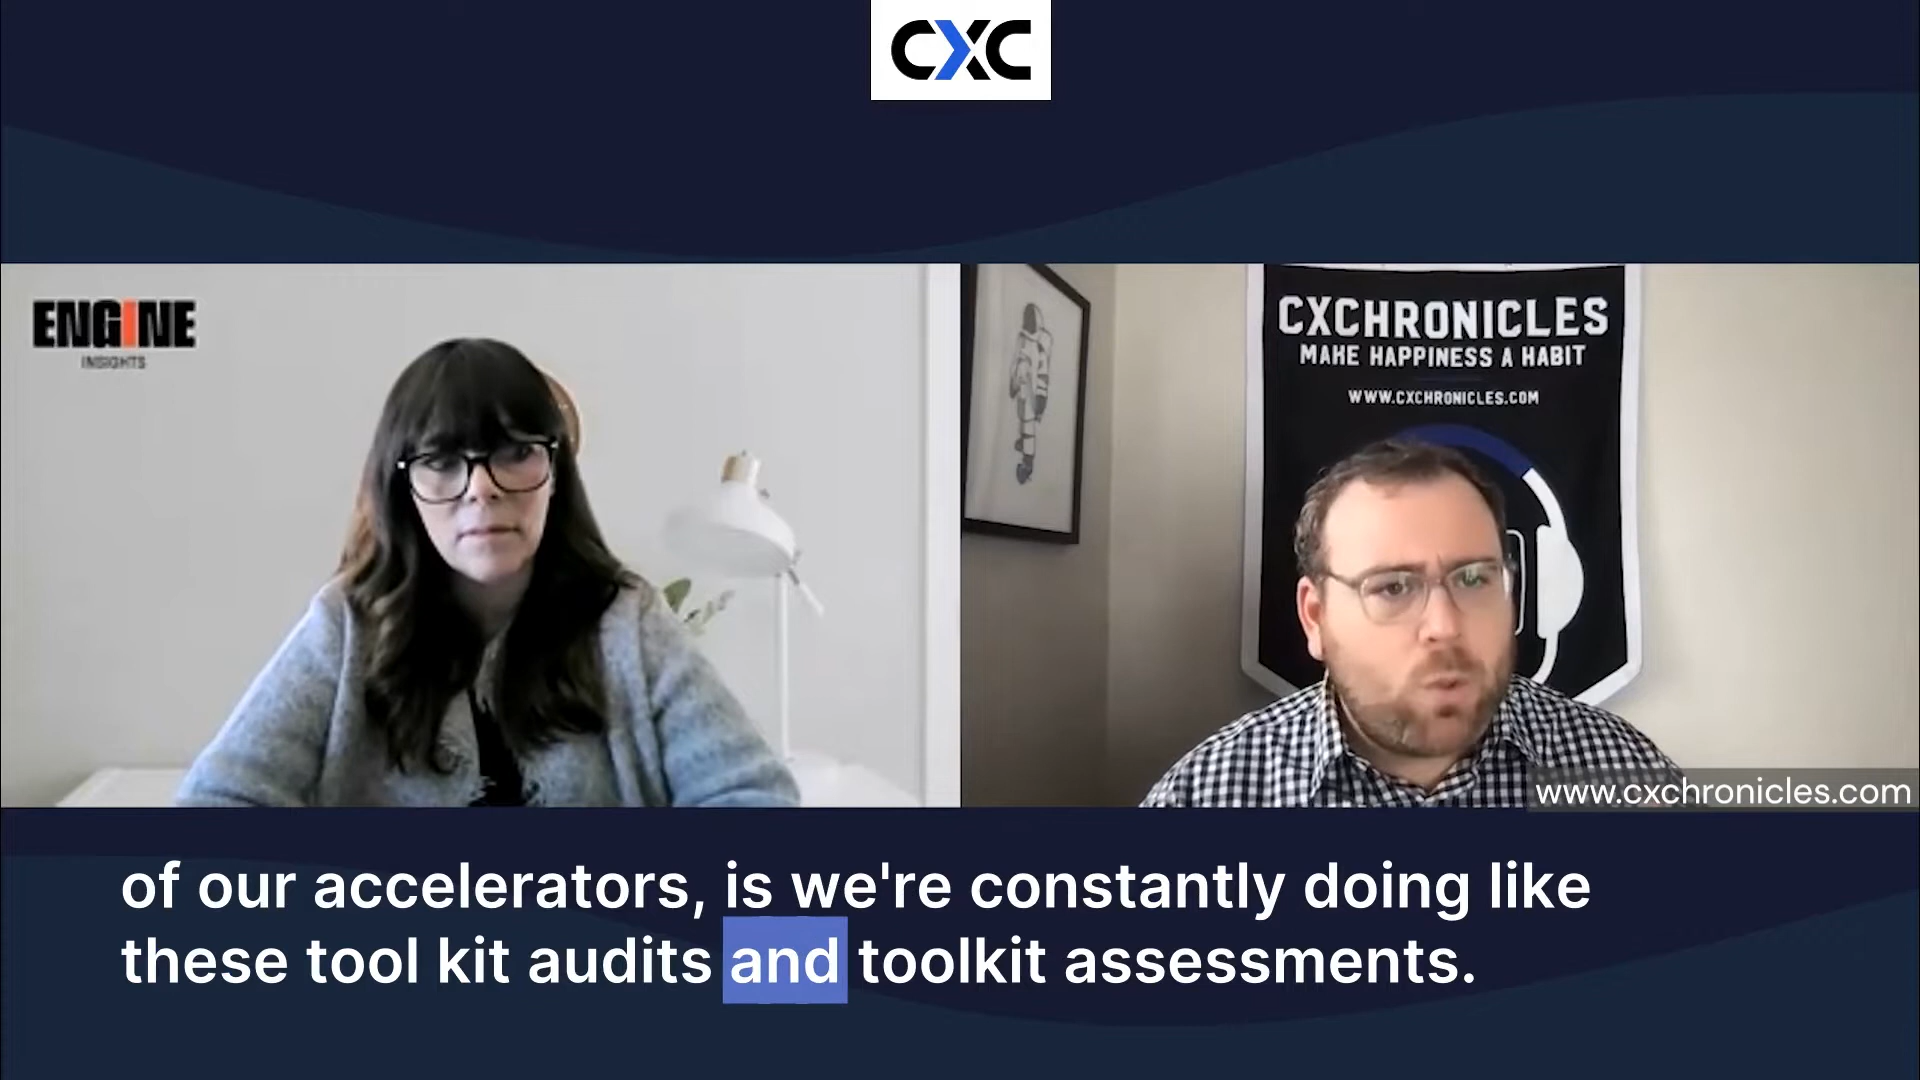 CXC
ENGINE
INSIGHTS
CXCHRONICLES
MAKE HAPPINESS A HABIT
WWW.CXCHRONICLES.COM
www.cxchronicles.com
of our accelerators, is we're constantly doing like
these tool kit audits and toolkit assessments.